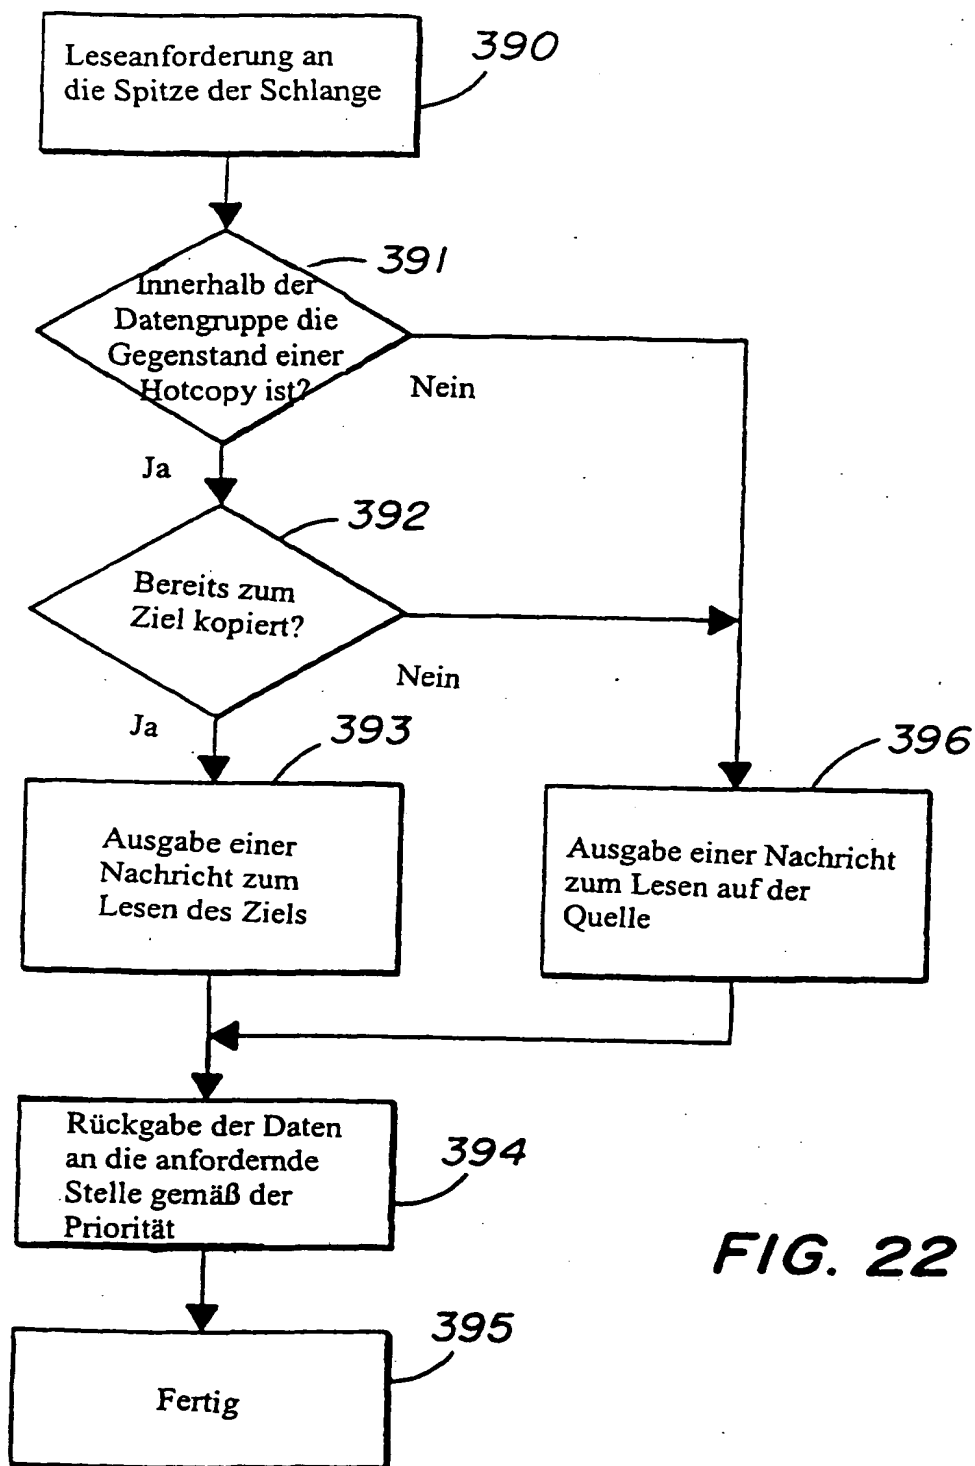 390
Leseanforderung an
die Spitze der Schlange
391
Innerhalb der
Datengruppe die
Gegenstand einer
Hotcopy ist?
Nein
Ja
392
Bereits zum
Ziel kopiert?
Nein
Ja
393
396
Ausgabe einer
Nachricht zum
Lesen des Ziels
Ausgabe einer Nachricht
zum Lesen auf der
Quelle
Rückgabe der Daten
an die anfordernde
Stelle gemäß der
Priorität
394
FIG. 22
395
Fertig